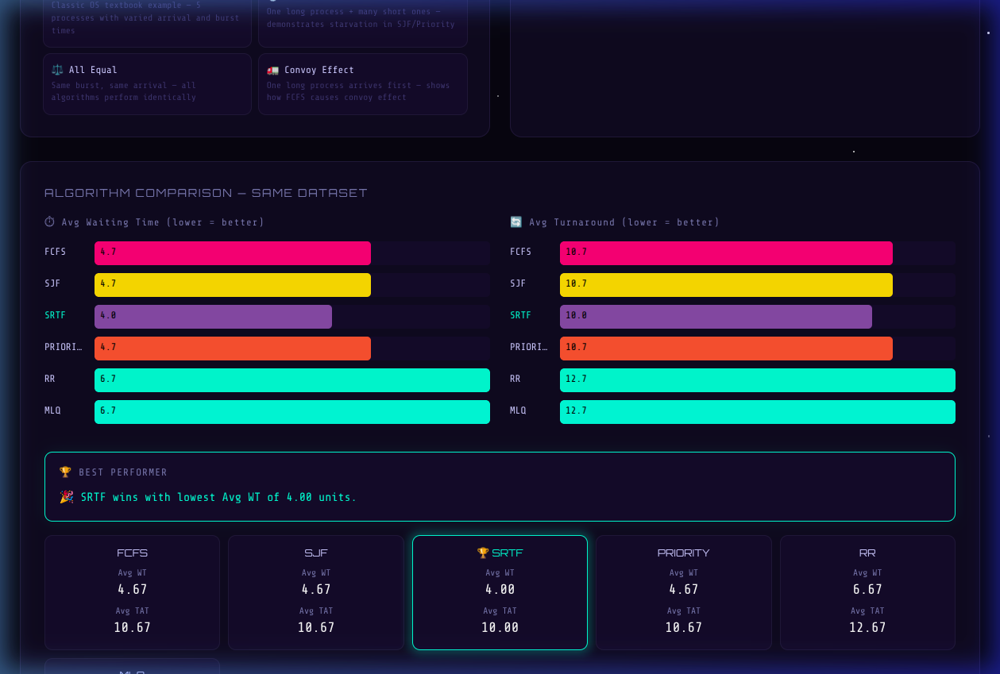 Classic OS textbook example — 5
processes with varied arrival and burst
times
One long process + many short ones —
demonstrates starvation in SJF/Priority
All Equal
Same burst, same arrival — all
algorithms perform identically
Convoy Effect
One long process arrives first — shows
how FCFS causes convoy effect
ALGORITHM COMPARISON — SAME DATASET
Avg Waiting Time (lower = better)
FCFS 4.7
SJF 4.7
SRTF 4.0
PRIORI… 4.7
RR 6.7
MLQ 6.7
Avg Turnaround (lower = better)
FCFS 10.7
SJF 10.7
SRTF 10.0
PRIORI… 10.7
RR 12.7
MLQ 12.7
BEST PERFORMER
SRTF wins with lowest Avg WT of 4.00 units.
FCFS
Avg WT
4.67
Avg TAT
10.67
SJF
Avg WT
4.67
Avg TAT
10.67
SRTF
Avg WT
4.00
Avg TAT
10.00
PRIORITY
Avg WT
4.67
Avg TAT
10.67
RR
Avg WT
6.67
Avg TAT
12.67
MLQ